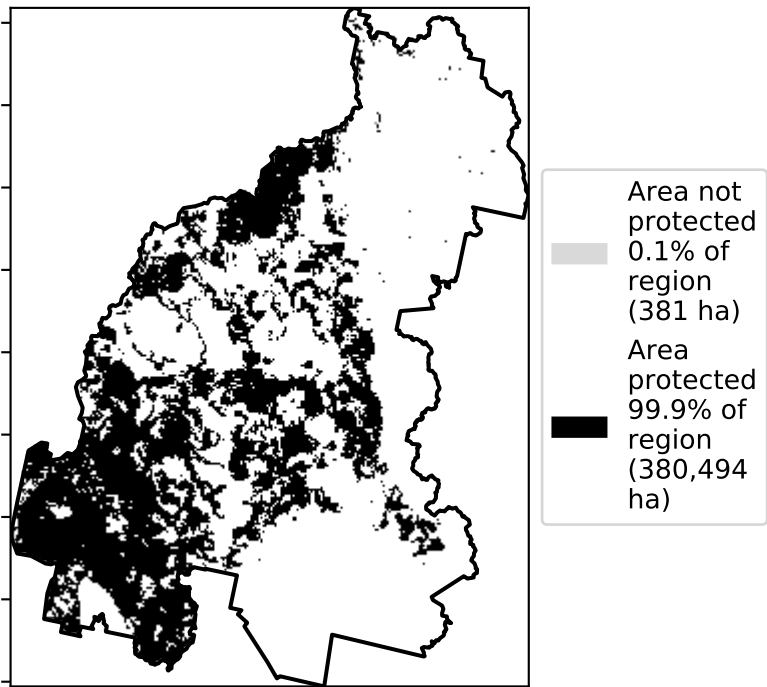 Area not
protected
0.1% of
region
(381 ha)
Area
protected
99.9% of
region
(380,494
ha)